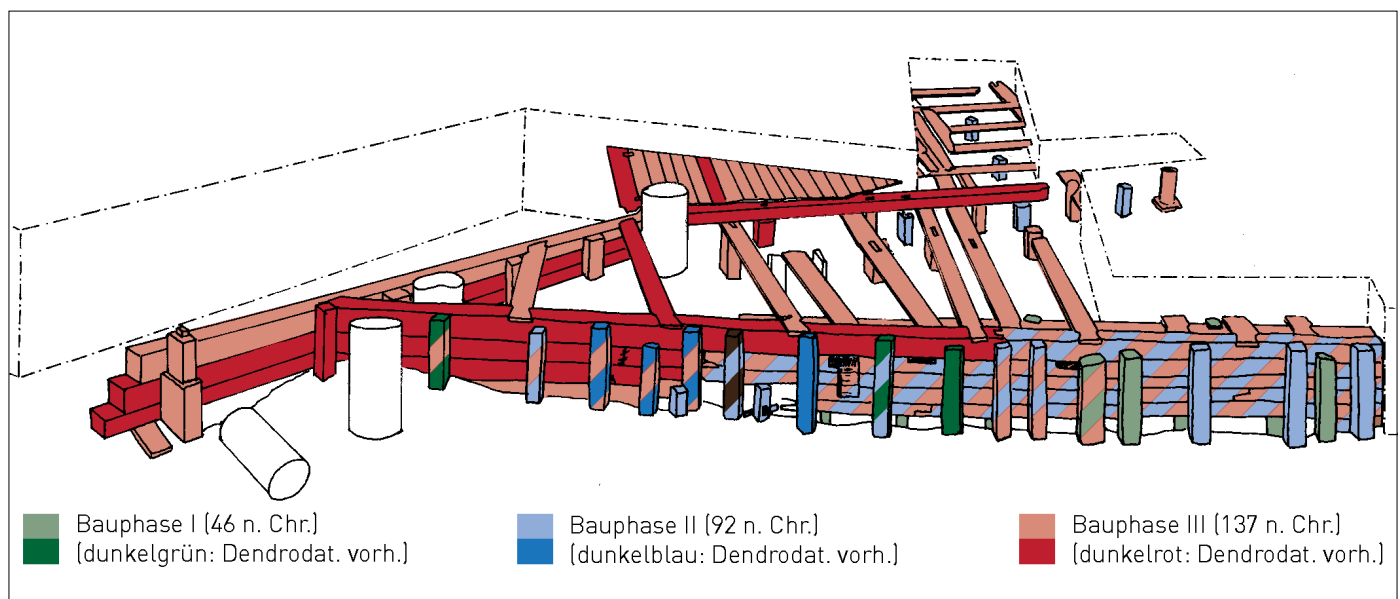 Bauphase I (46 n. Chr.)
(dunkelgrün: Dendrodat. vorh.)
Bauphase II (92 n. Chr.)
(dunkelblau: Dendrodat. vorh.)
Bauphase III (137 n. Chr.)
(dunkelrot: Dendrodat. vorh.)